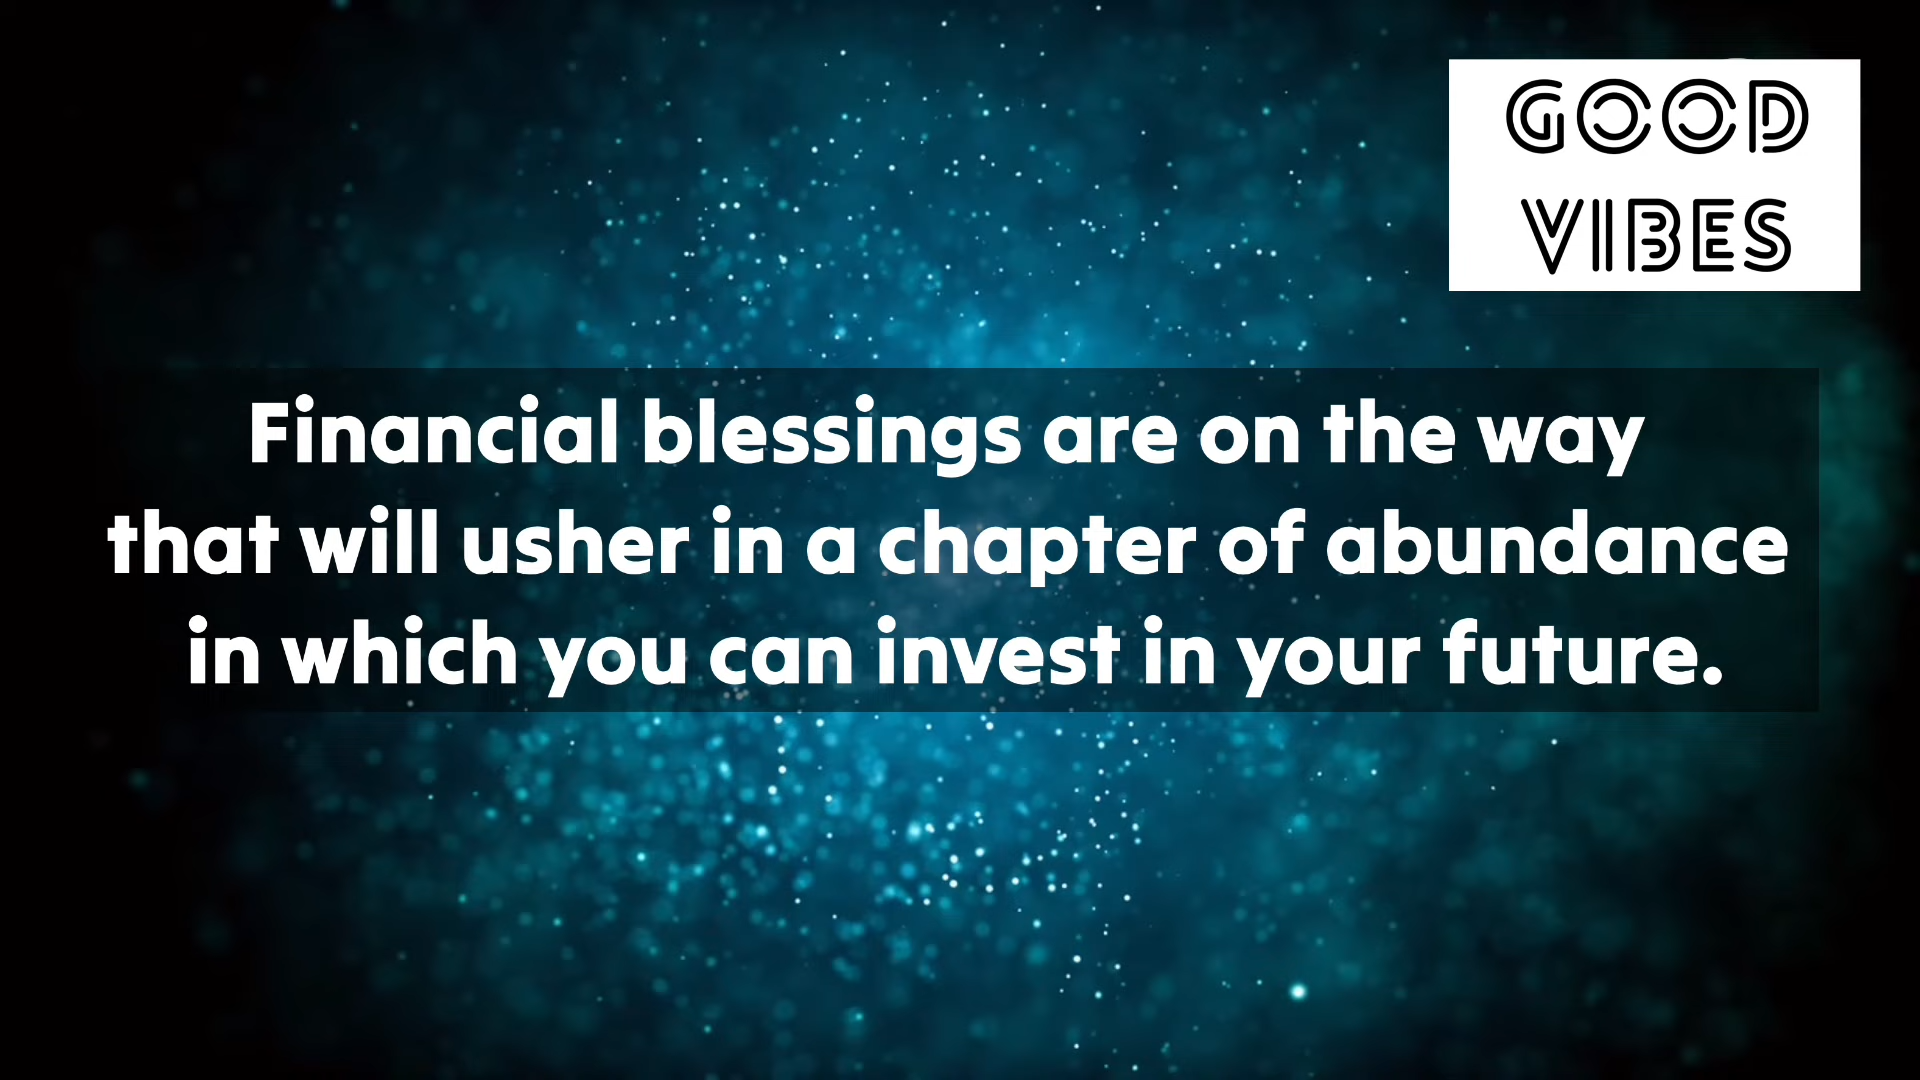 GOOD
VIBES
Financial blessings are on the way
that will usher in a chapter of abundance
in which you can invest in your future.